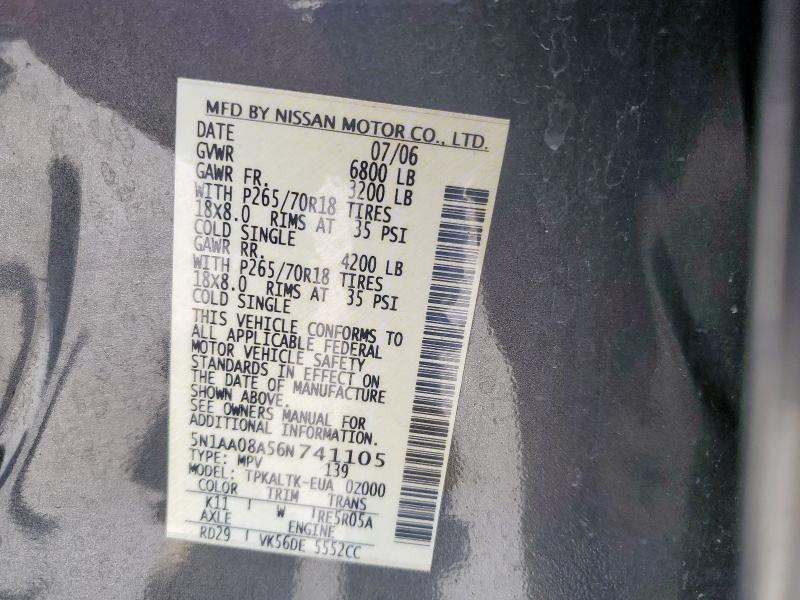 MFD BY NISSAN MOTOR CO., LTD.
DATE 07/06
GVWR 6800 LB
GAWR FR. 3200 LB
WITH P265/70R18 TIRES
18X8.0 RIMS AT 35 PSI
COLD SINGLE
GAWR RR. 4200 LB
WITH P265/70R18 TIRES
18X8.0 RIMS AT 35 PSI
COLD SINGLE
THIS VEHICLE CONFORMS TO
ALL APPLICABLE FEDERAL
MOTOR VEHICLE SAFETY
STANDARDS IN EFFECT ON
THE DATE OF MANUFACTURE
SHOWN ABOVE.
SEE OWNERS MANUAL FOR
ADDITIONAL INFORMATION.
5N1AA08A56N741105
TYPE: MPV 139
MODEL: TPKALTK-EUA 0Z000
COLOR TRIM TRANS
K11 W RE5R05A
AXLE ENGINE
RD29 VK56DE 5552CC